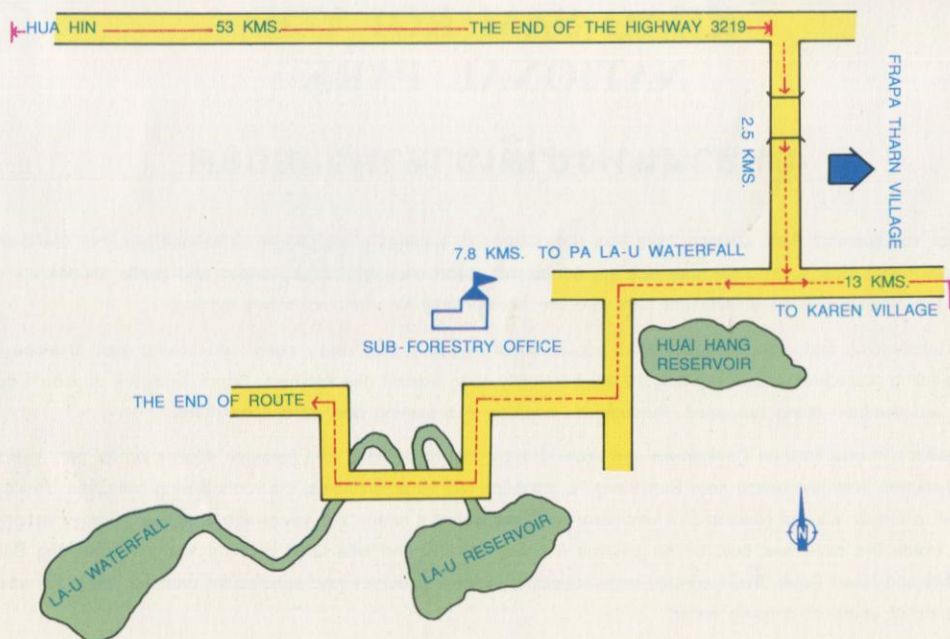 HUA HIN
53 KMS.
THE END OF THE HIGHWAY 3219
FRAPA THARN VILLAGE
2.5 KMS.
7.8 KMS. TO PA LA-U WATERFALL
13 KMS.
TO KAREN VILLAGE
SUB-FORESTRY OFFICE
HUAI HANG
RESERVOIR
THE END OF ROUTE
LA-U WATERFALL
LA-U RESERVOIR
N